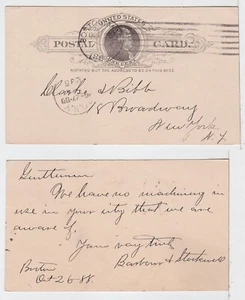 UNITED STATES
POSTAL CARD.
NOTHING BUT THE ADDRESS TO BE ON THIS SIDE
Clarke & Bibb
18 Broadway
New York
N.Y.
Gentlemen
We have no machinery in
use in your city that we are
aware of.
Yours very truly
Barbour & Stockwell
Boston
Oct 26 88.